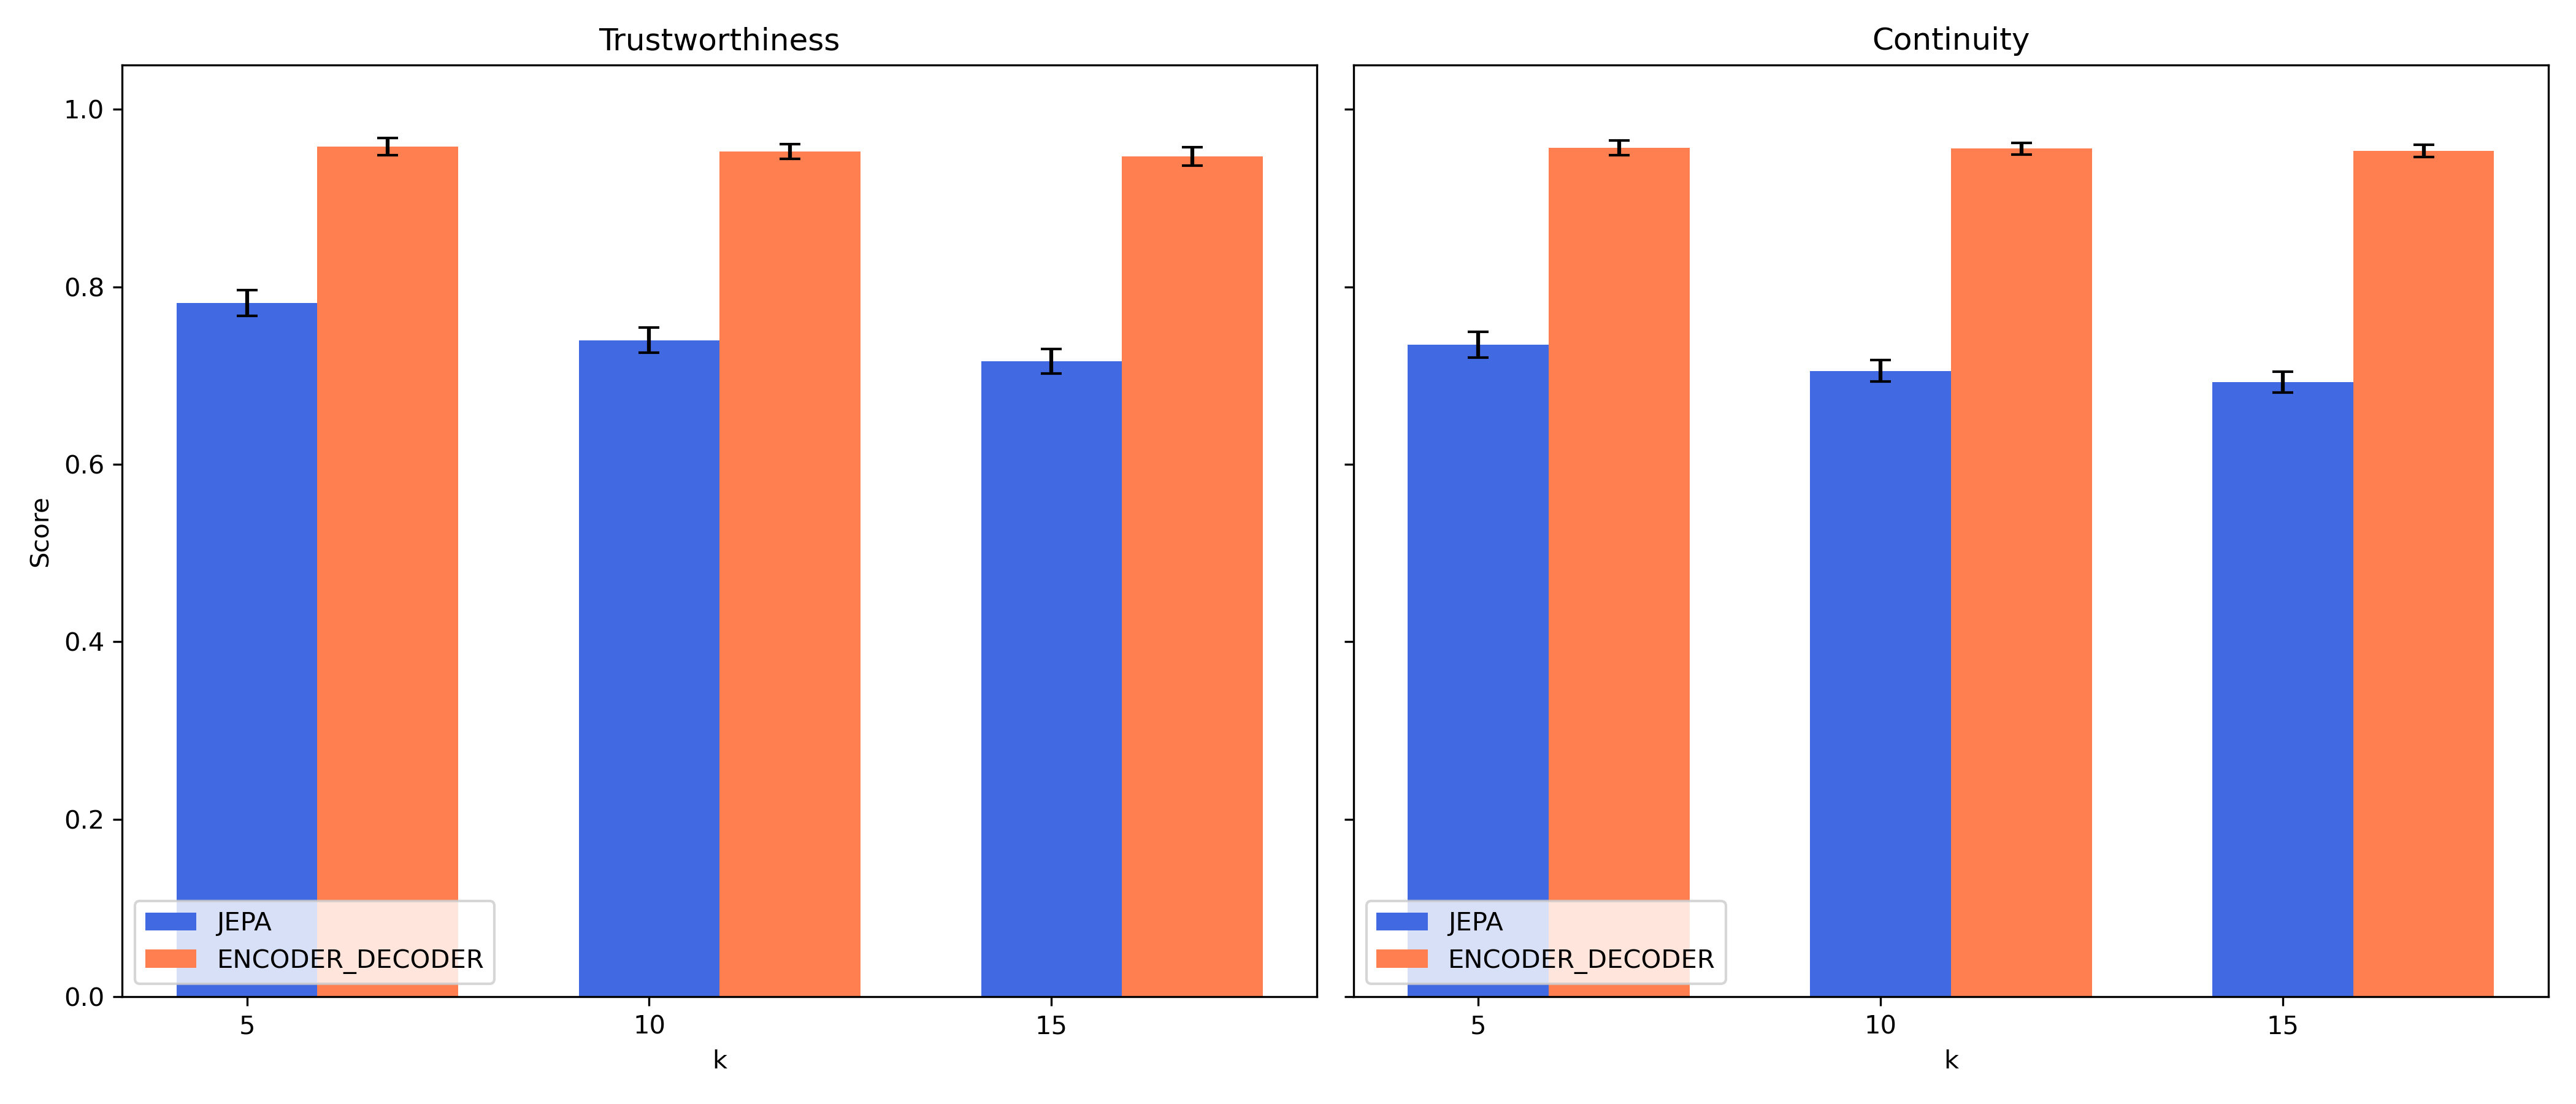 Trustworthiness
Continuity
Score
1.0
0.8
0.6
0.4
0.2
0.0
JEPA
ENCODER_DECODER
5
10
15
k
JEPA
ENCODER_DECODER
5
10
15
k